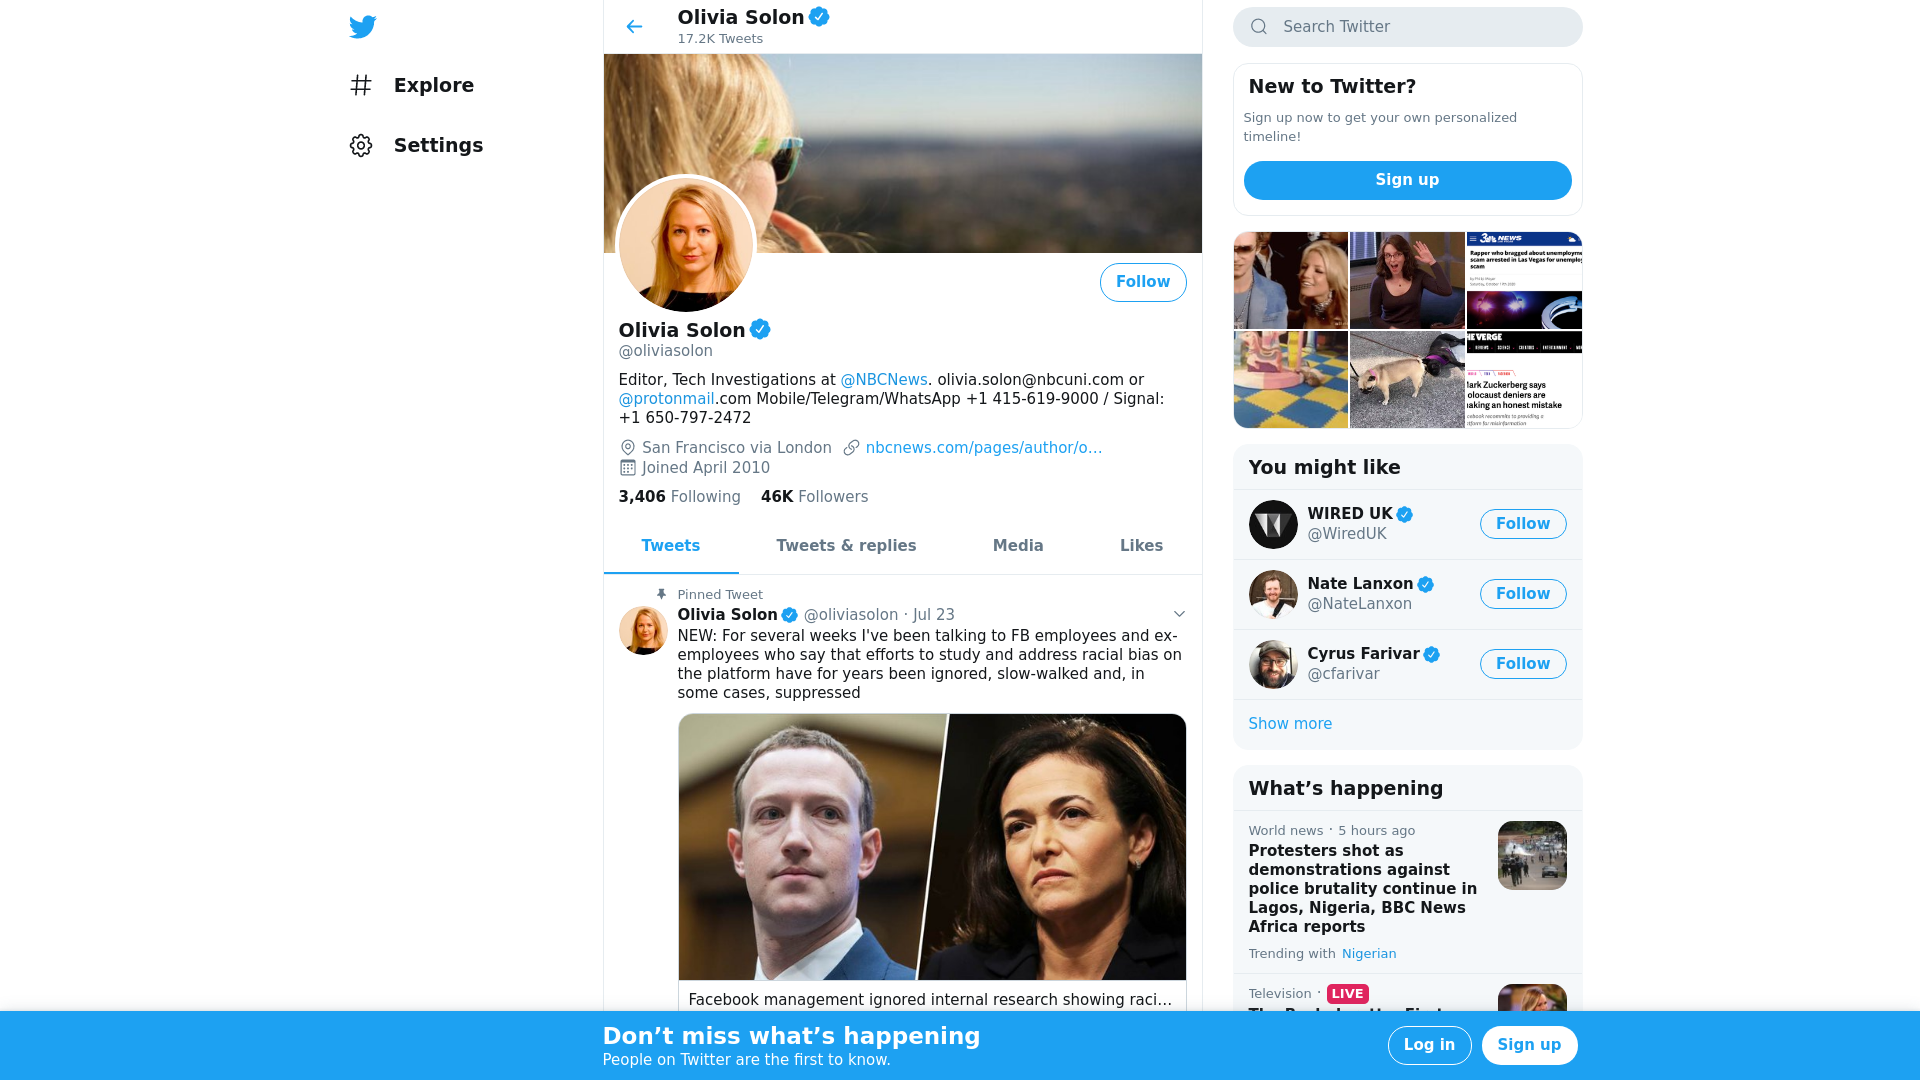 Explore
Settings
Olivia Solon
17.2K Tweets
Follow
Olivia Solon
@oliviasolon
Editor, Tech Investigations at @NBCNews. olivia.solon@nbcuni.com or
@protonmail.com Mobile/Telegram/WhatsApp +1 415-619-9000 / Signal:
+1 650-797-2472
San Francisco via London nbcnews.com/pages/author/o…
Joined April 2010
3,406 Following 46K Followers
Tweets Tweets & replies Media Likes
Pinned Tweet
Olivia Solon @oliviasolon · Jul 23
NEW: For several weeks I've been talking to FB employees and ex-
employees who say that efforts to study and address racial bias on
the platform have for years been ignored, slow-walked and, in
some cases, suppressed
Facebook management ignored internal research showing raci…
Search Twitter
New to Twitter?
Sign up now to get your own personalized
timeline!
Sign up
3 NEWS
Rapper who bragged about unemployme
scam arrested in Las Vegas for unemploy
scam
HE VERGE
Mark Zuckerberg says
olocaust deniers are
aking an honest mistake
You might like
WIRED UK
@WiredUK
Follow
Nate Lanxon
@NateLanxon
Follow
Cyrus Farivar
@cfarivar
Follow
Show more
What’s happening
World news · 5 hours ago
Protesters shot as
demonstrations against
police brutality continue in
Lagos, Nigeria, BBC News
Africa reports
Trending with Nigerian
Television · LIVE
Don’t miss what’s happening
People on Twitter are the first to know.
Log in
Sign up